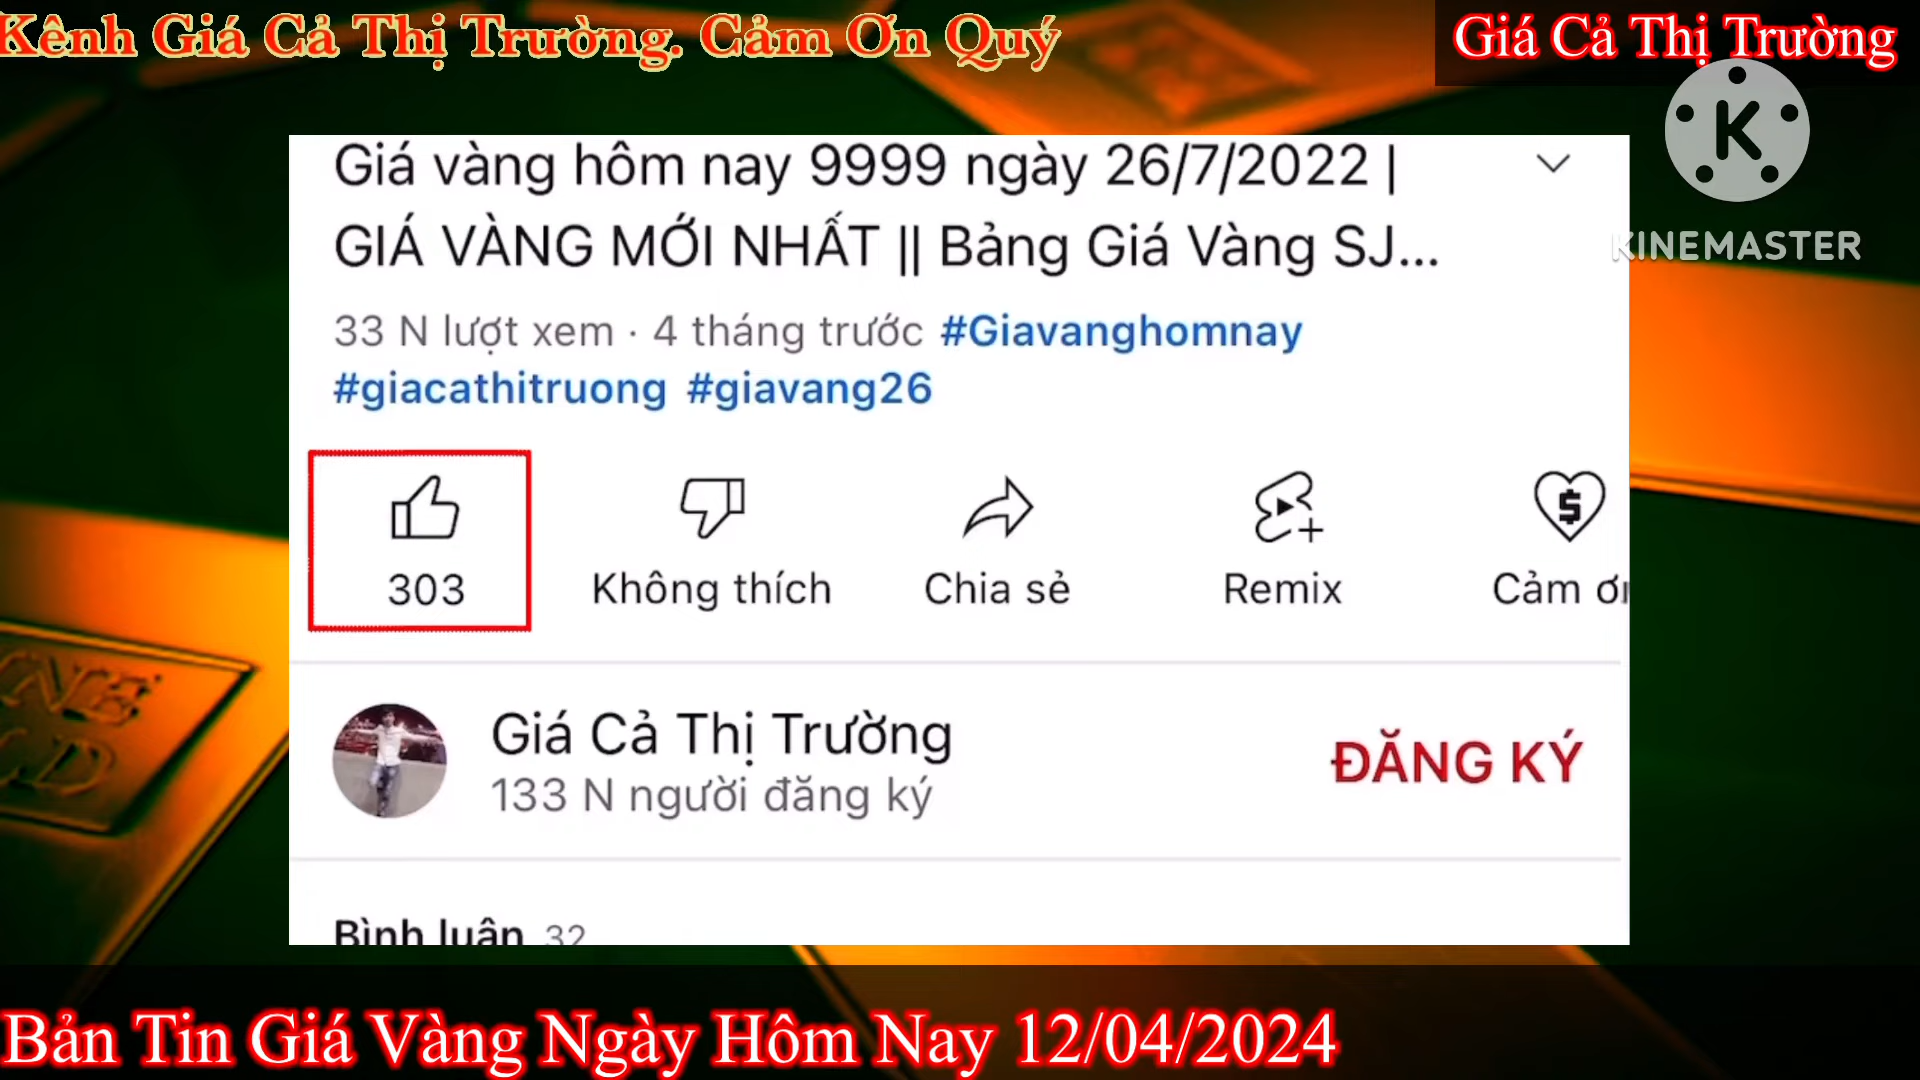 Kênh Giá Cả Thị Trường. Cảm Ơn Quý
Giá Cả Thị Trường
K
KINEMASTER
Giá vàng hôm nay 9999 ngày 26/7/2022 |
GIÁ VÀNG MỚI NHẤT || Bảng Giá Vàng SJ...
33 N lượt xem · 4 tháng trước #Giavanghomnay
#giacathitruong #giavang26
303
Không thích
Chia sẻ
Remix
Cảm ơn
Giá Cả Thị Trường
133 N người đăng ký
ĐĂNG KÝ
Bình luận 32
Bản Tin Giá Vàng Ngày Hôm Nay 12/04/2024